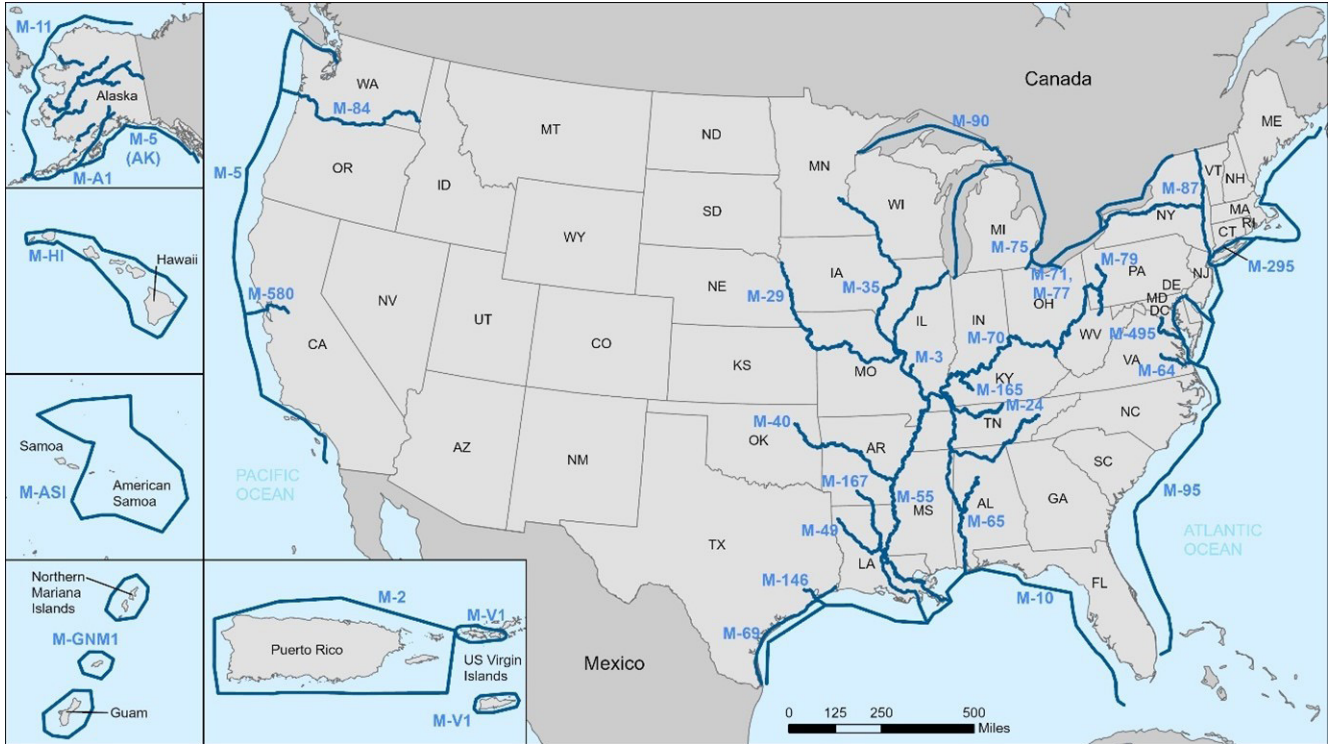 M-11
Alaska
M-5
(AK)
M-A1
M-HI
Hawaii
Samoa
American
Samoa
M-ASI
Northern
Mariana
Islands
M-GNM1
Guam
M-2
M-V1
Puerto Rico
US Virgin
Islands
M-V1
Canada
WA
M-84
MT
ND
MN
M-90
ME
M-5
OR
ID
SD
WI
VT
M-87
NH
NY
MA
WY
MI
CT
RI
M-75
M-295
M-79
PA
NJ
M-71,
M-77
IA
M-35
NE
M-29
OH
DE
MD
DC
M-580
NV
UT
CO
IL
IN
M-70
WV
M-495
CA
KS
MO
M-3
VA
M-64
KY
M-165
M-24
M-40
OK
TN
NC
AZ
NM
AR
SC
PACIFIC
OCEAN
M-167
M-55
MS
AL
M-65
GA
M-95
M-49
ATLANTIC
OCEAN
TX
LA
M-146
FL
M-10
M-69
Mexico
0 125 250 500
Miles